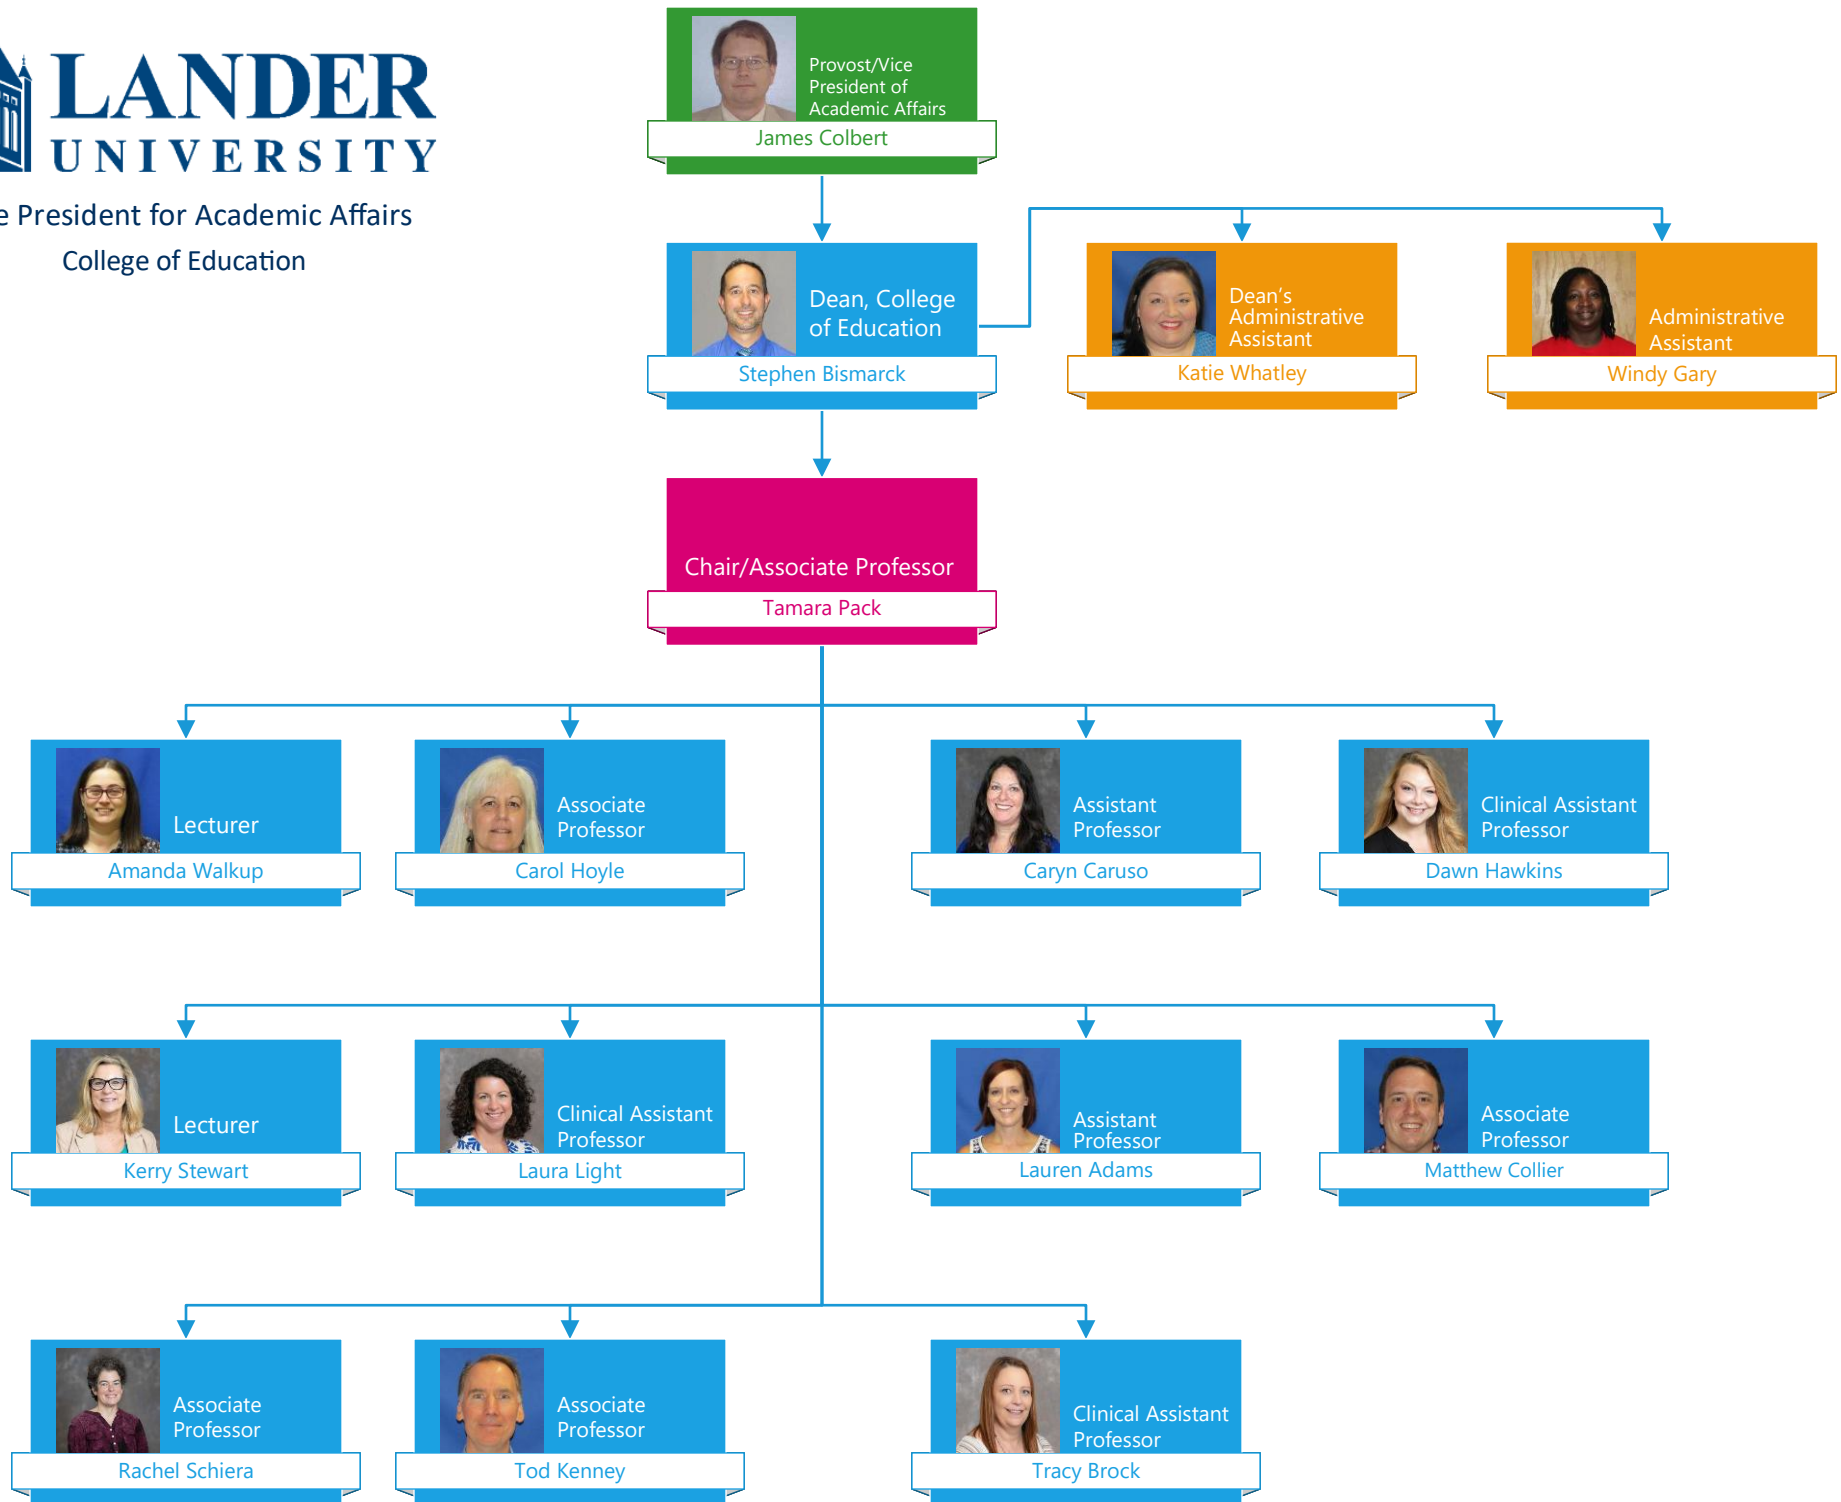 LANDER
UNIVERSITY
President for Academic Affairs
College of Education
Provost/Vice
President of
Academic Affairs
James Colbert
Dean, College
of Education
Stephen Bismarck
Dean's
Administrative
Assistant
Katie Whatley
Administrative
Assistant
Windy Gary
Chair/Associate Professor
Tamara Pack
Lecturer
Amanda Walkup
Associate
Professor
Carol Hoyle
Assistant
Professor
Caryn Caruso
Clinical Assistant
Professor
Dawn Hawkins
Lecturer
Kerry Stewart
Clinical Assistant
Professor
Laura Light
Assistant
Professor
Lauren Adams
Associate
Professor
Matthew Collier
Associate
Professor
Rachel Schiera
Associate
Professor
Tod Kenney
Clinical Assistant
Professor
Tracy Brock